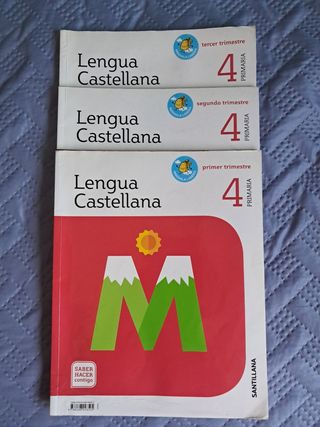 tercer trimestre
Lengua
Castellana
4
PRIMARIA
segundo trimestre
Lengua
Castellana
4
PRIMARIA
primer trimestre
Lengua
Castellana
4
PRIMARIA
M
SABER
HACER
contigo
SANTILLANA